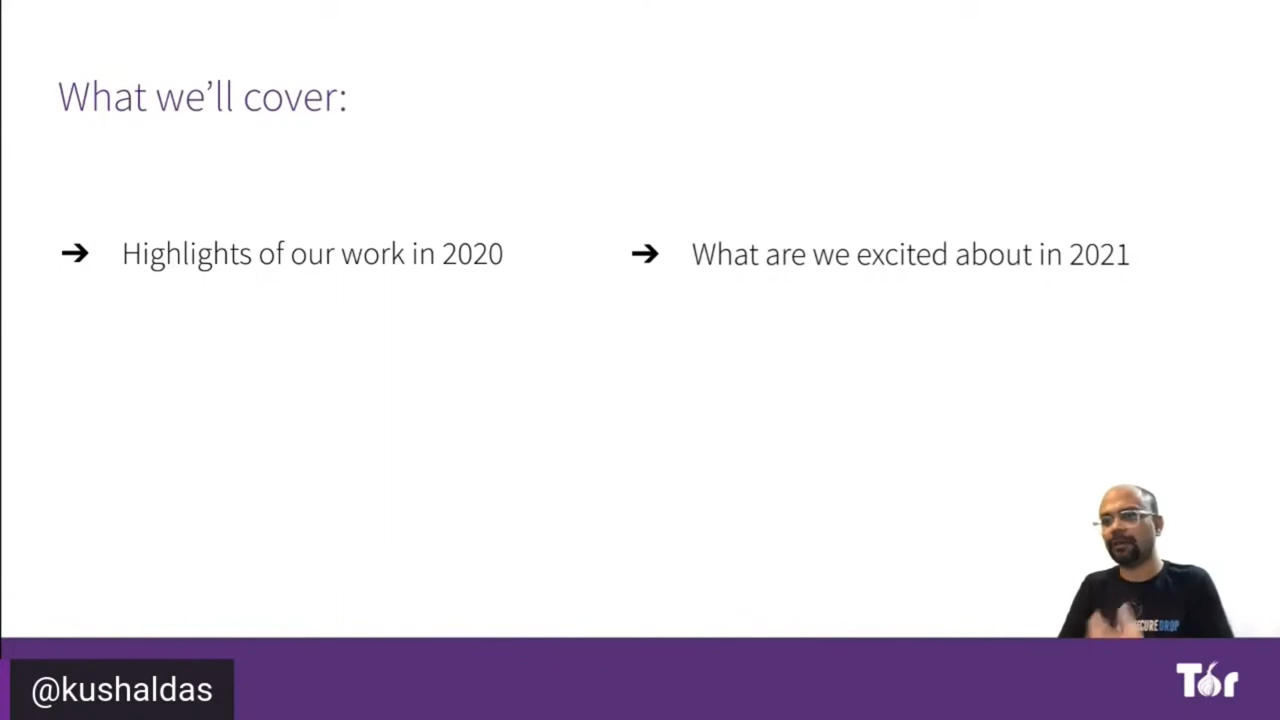 What we'll cover:
➔ Highlights of our work in 2020
➔ What are we excited about in 2021
SECUREDROP
@kushaldas
Tor